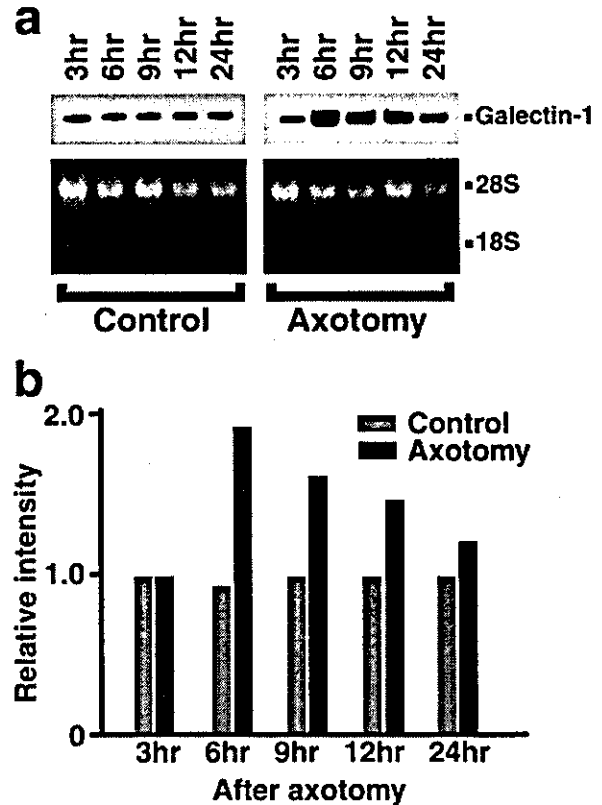 a
3hr 6hr 9hr 12hr 24hr 3hr 6hr 9hr 12hr 24hr
Galectin-1
28S
18S
Control Axotomy
b
2.0
1.0
0
Relative intensity
Control
Axotomy
3hr 6hr 9hr 12hr 24hr
After axotomy